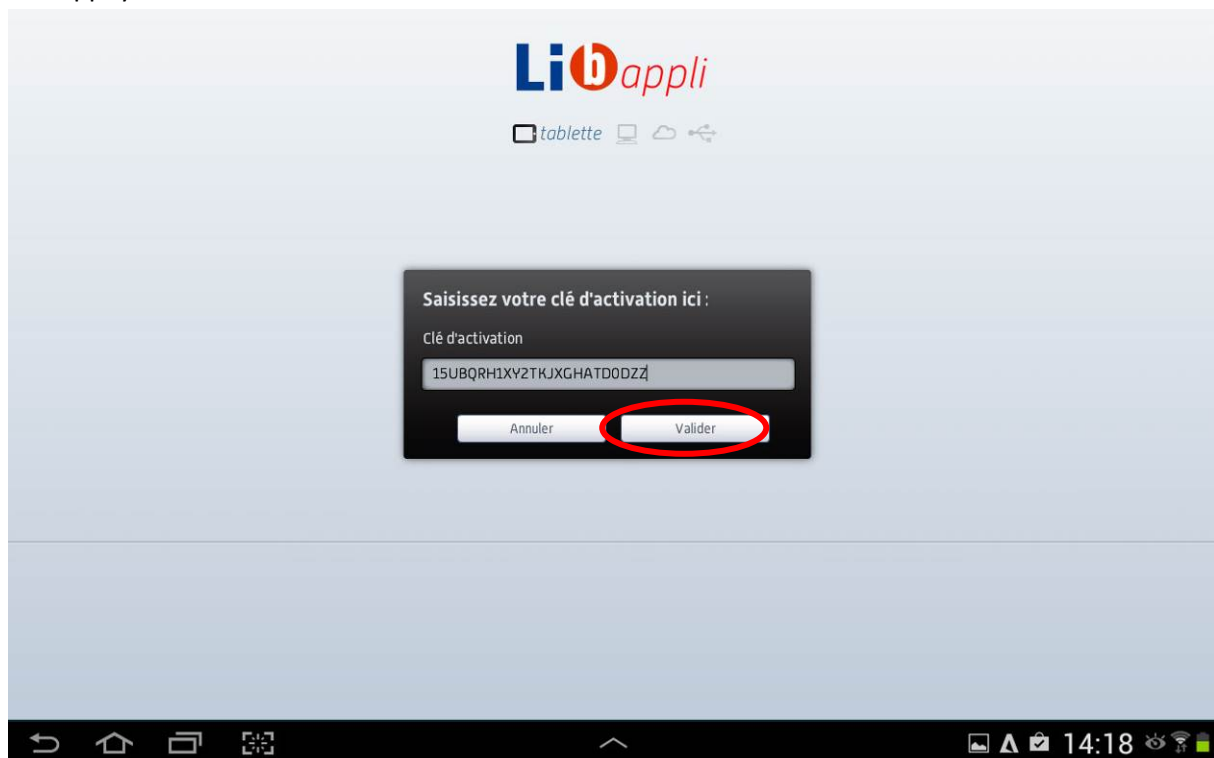 Libappli
tablette
Saisissez votre clé d'activation ici :
Clé d'activation
15UBQRH1XY2TKJXGHATD0DZZ
Annuler
Valider
14:18